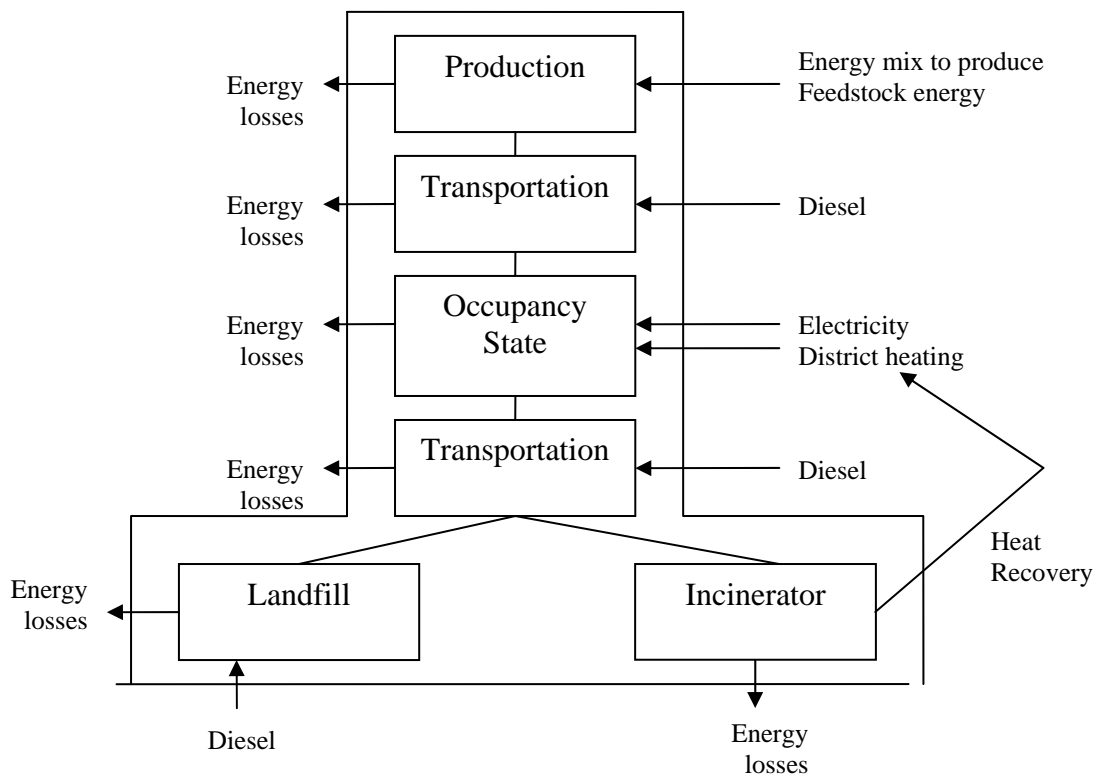 Production
Energy mix to produce
Feedstock energy
Energy
losses
Transportation
Energy
losses
Diesel
Occupancy
State
Energy
losses
Electricity
District heating
Transportation
Energy
losses
Diesel
Heat
Recovery
Landfill
Incinerator
Energy
losses
Diesel
Energy
losses